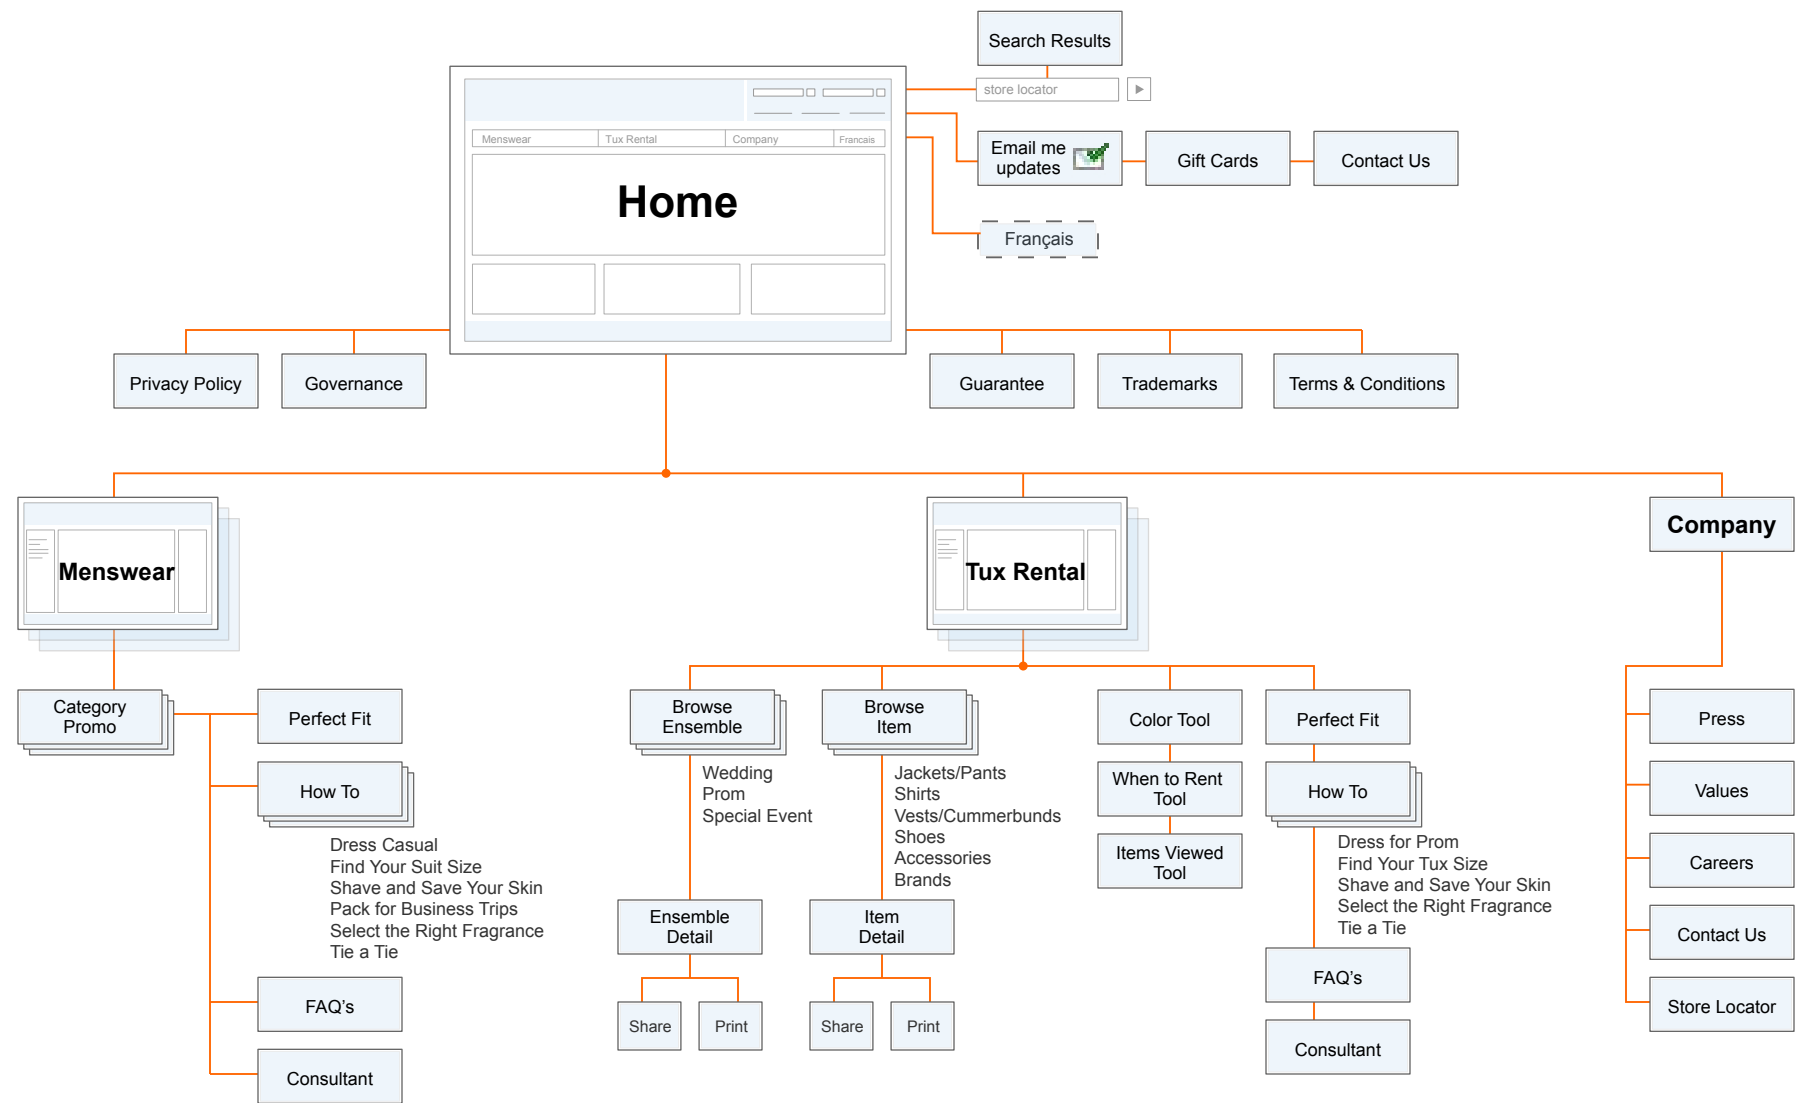 Search Results
store locator
Menswear
Tux Rental
Company
Francais
Email me
updates
Gift Cards
Contact Us
Home
Français
Privacy Policy
Governance
Guarantee
Trademarks
Terms & Conditions
Menswear
Tux Rental
Company
Category
Promo
Perfect Fit
How To
Dress Casual
Find Your Suit Size
Shave and Save Your Skin
Pack for Business Trips
Select the Right Fragrance
Tie a Tie
FAQ's
Consultant
Browse
Ensemble
Wedding
Prom
Special Event
Ensemble
Detail
Share
Print
Browse
Item
Jackets/Pants
Shirts
Vests/Cummerbunds
Shoes
Accessories
Brands
Item
Detail
Share
Print
Color Tool
When to Rent
Tool
Items Viewed
Tool
Perfect Fit
How To
Dress for Prom
Find Your Tux Size
Shave and Save Your Skin
Select the Right Fragrance
Tie a Tie
FAQ's
Consultant
Press
Values
Careers
Contact Us
Store Locator